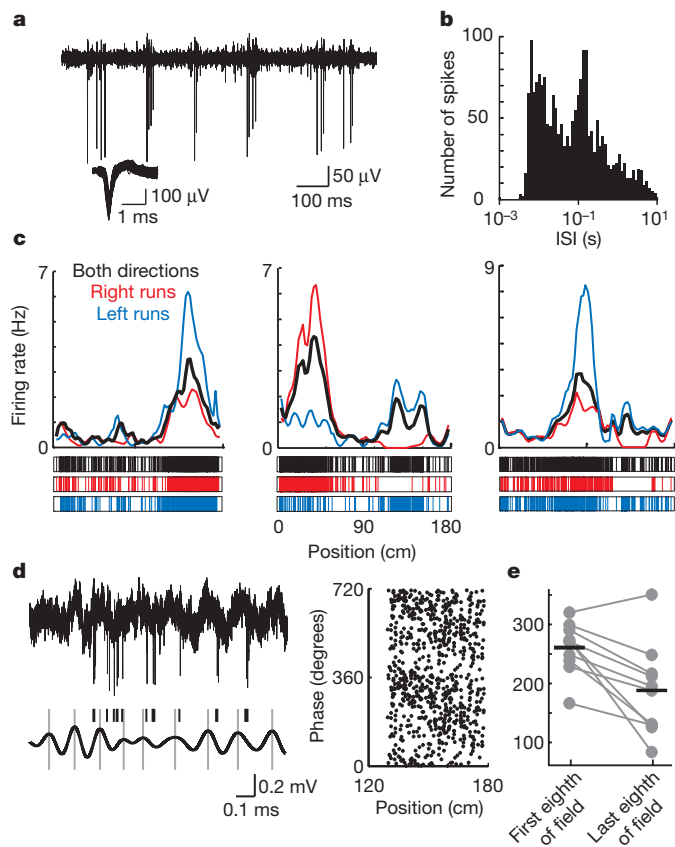 a
50 μV
100 ms
100 μV
1 ms
b
Number of spikes
100
50
0
10⁻³
10⁻¹
10¹
ISI (s)
c
Firing rate (Hz)
7
0
Both directions
Right runs
Left runs
7
0
9
0
0
90
180
Position (cm)
d
0.2 mV
0.1 ms
Phase (degrees)
720
360
0
120
180
Position (cm)
e
300
200
100
First eighth
of field
Last eighth
of field